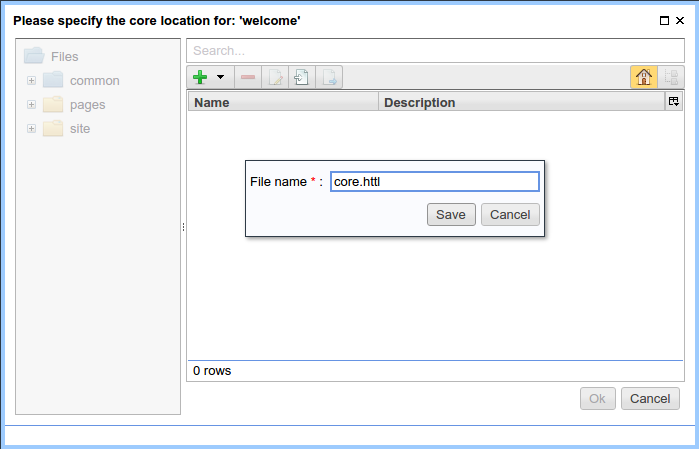 Please specify the core location for: 'welcome'
Files
common
pages
site
Search...
Name Description
File name * : core.httl
Save Cancel
0 rows
Ok Cancel